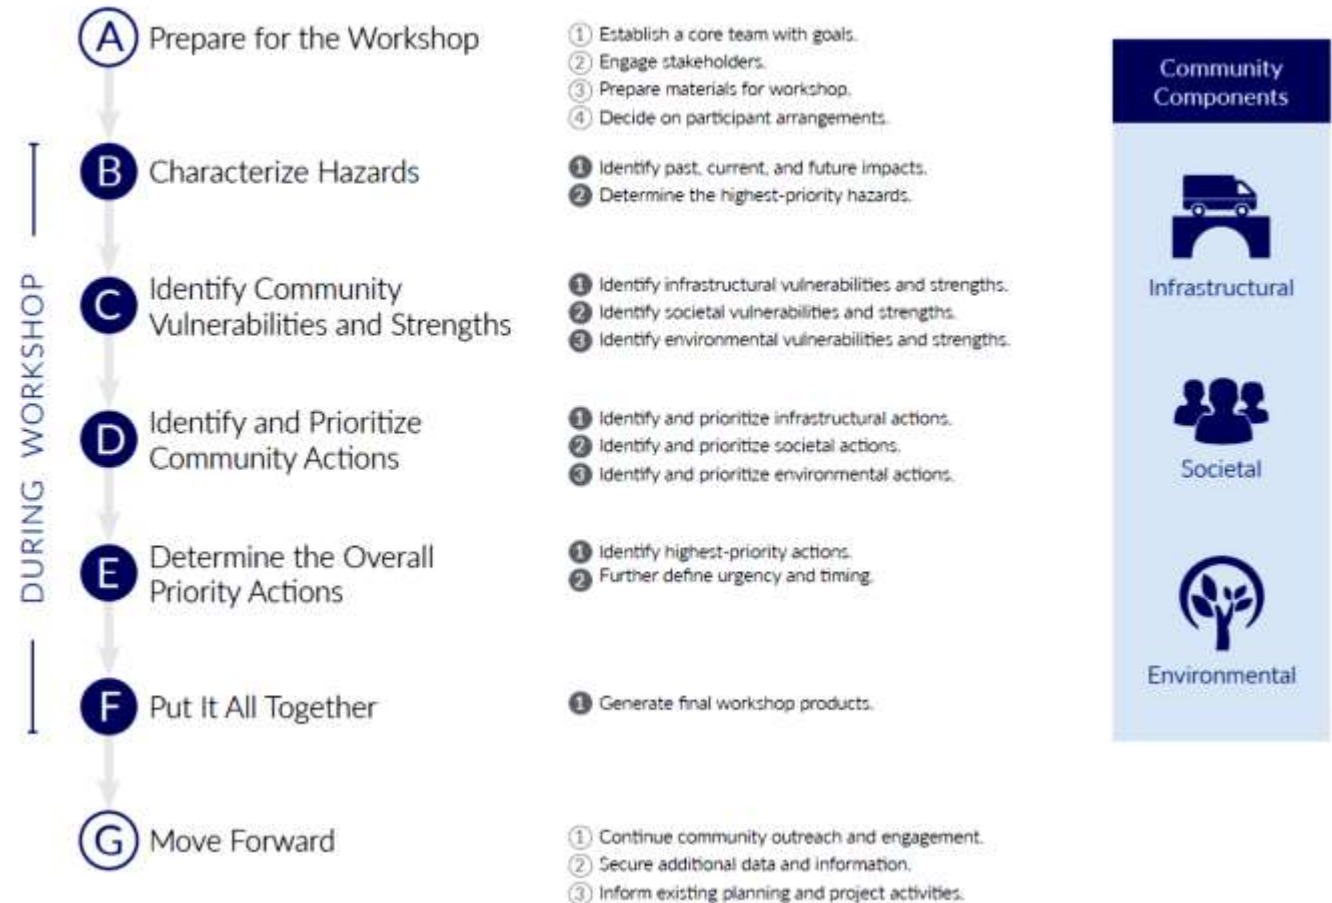 A Prepare for the Workshop
1 Establish a core team with goals.
2 Engage stakeholders.
3 Prepare materials for workshop.
4 Decide on participant arrangements.
DURING WORKSHOP
B Characterize Hazards
1 Identify past, current, and future impacts.
2 Determine the highest-priority hazards.
C Identify Community
Vulnerabilities and Strengths
1 Identify infrastructural vulnerabilities and strengths.
2 Identify societal vulnerabilities and strengths.
3 Identify environmental vulnerabilities and strengths.
D Identify and Prioritize
Community Actions
1 Identify and prioritize infrastructural actions.
2 Identify and prioritize societal actions.
3 Identify and prioritize environmental actions.
E Determine the Overall
Priority Actions
1 Identify highest-priority actions.
2 Further define urgency and timing.
F Put It All Together
1 Generate final workshop products.
G Move Forward
1 Continue community outreach and engagement.
2 Secure additional data and information.
3 Inform existing planning and project activities.
Community
Components
Infrastructural
Societal
Environmental